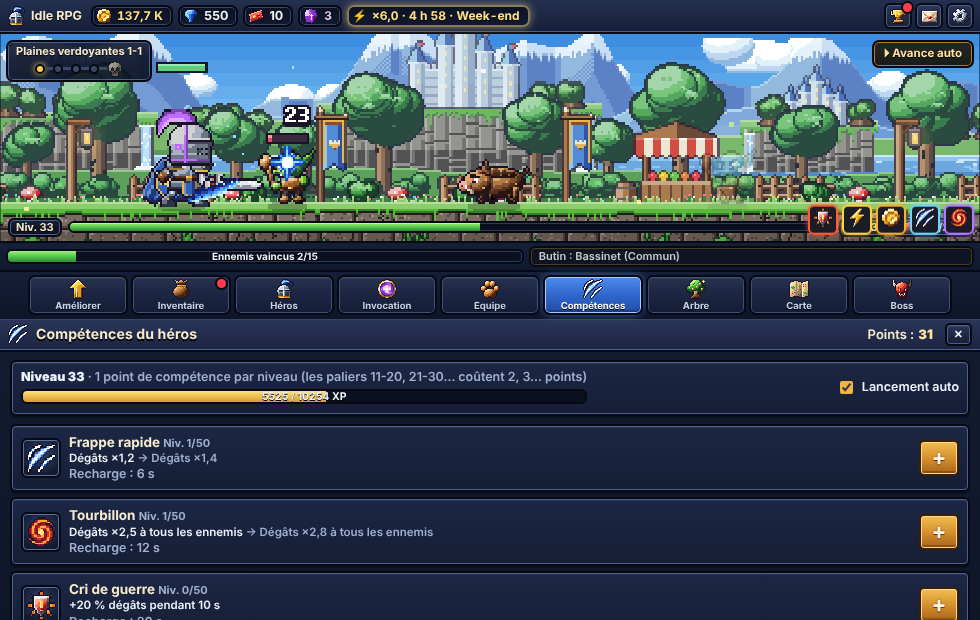 Idle RPG
137,7 K
550
10
3
×6,0 · 4 h 58 · Week-end
Plaines verdoyantes 1-1
Avance auto
23
Niv. 33
Ennemis vaincus 2/15
Butin : Bassinet (Commun)
Améliorer
Inventaire
Héros
Invocation
Equipe
Compétences
Arbre
Carte
Boss
Compétences du héros
Points : 31
Niveau 33 · 1 point de compétence par niveau (les paliers 11-20, 21-30... coûtent 2, 3... points)
5525 / 10254 XP
Lancement auto
Frappe rapide Niv. 1/50
Dégâts ×1,2 → Dégâts ×1,4
Recharge : 6 s
+
Tourbillon Niv. 1/50
Dégâts ×2,5 à tous les ennemis → Dégâts ×2,8 à tous les ennemis
Recharge : 12 s
+
Cri de guerre Niv. 0/50
+20 % dégâts pendant 10 s
+